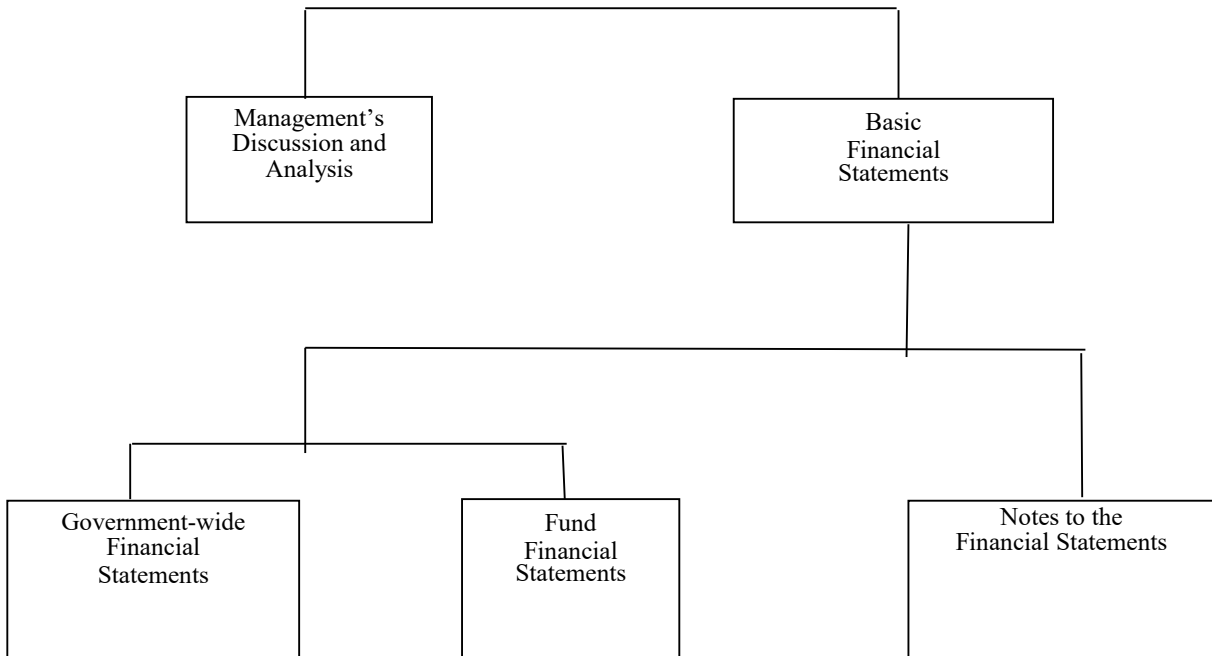 Management’s
Discussion and
Analysis
Basic
Financial
Statements
Government-wide
Financial
Statements
Fund
Financial
Statements
Notes to the
Financial Statements